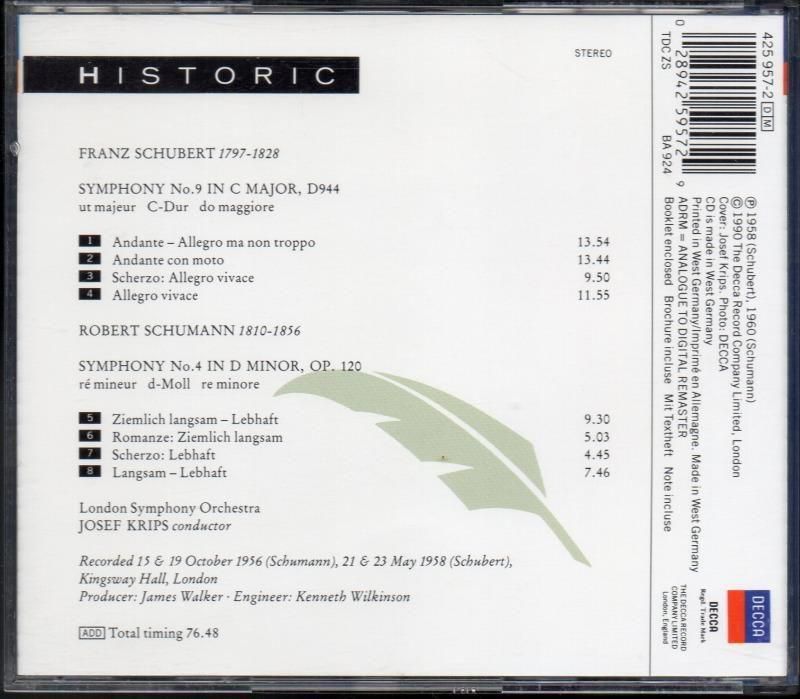 HISTORIC
STEREO
FRANZ SCHUBERT 1797-1828
SYMPHONY No.9 IN C MAJOR, D944
ut majeur C-Dur do maggiore
1 Andante – Allegro ma non troppo 13.54
2 Andante con moto 13.44
3 Scherzo: Allegro vivace 9.50
4 Allegro vivace 11.55
ROBERT SCHUMANN 1810-1856
SYMPHONY No.4 IN D MINOR, OP. 120
ré mineur d-Moll re minore
5 Ziemlich langsam – Lebhaft 9.30
6 Romanze: Ziemlich langsam 5.03
7 Scherzo: Lebhaft 4.45
8 Langsam – Lebhaft 7.46
London Symphony Orchestra
JOSEF KRIPS conductor
Recorded 15 & 19 October 1956 (Schumann), 21 & 23 May 1958 (Schubert),
Kingsway Hall, London
Producer: James Walker · Engineer: Kenneth Wilkinson
ADD Total timing 76.48
425 957-2 DM
0 28942 59572 9
TDC ZS BA 924
℗ 1958 (Schubert), 1960 (Schumann)
© 1990 The Decca Record Company Limited, London
Cover: Josef Krips. Photo: DECCA
CD is made in West Germany
Printed in West Germany/Imprimé en Allemagne. Made in West Germany
ADRM = ANALOGUE TO DIGITAL REMASTER
Booklet enclosed Brochure incluse Mit Textheft Note incluse
DECCA
DECCA
Regd. Trade Mark
THE DECCA RECORD
COMPANY LIMITED
London, England